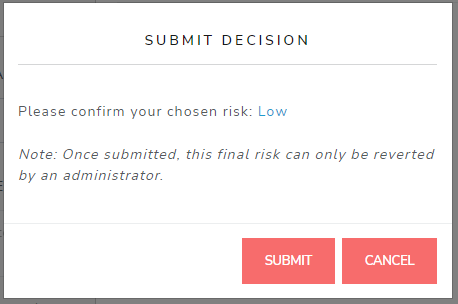 SUBMIT DECISION
Please confirm your chosen risk: Low
Note: Once submitted, this final risk can only be reverted
by an administrator.
SUBMIT CANCEL